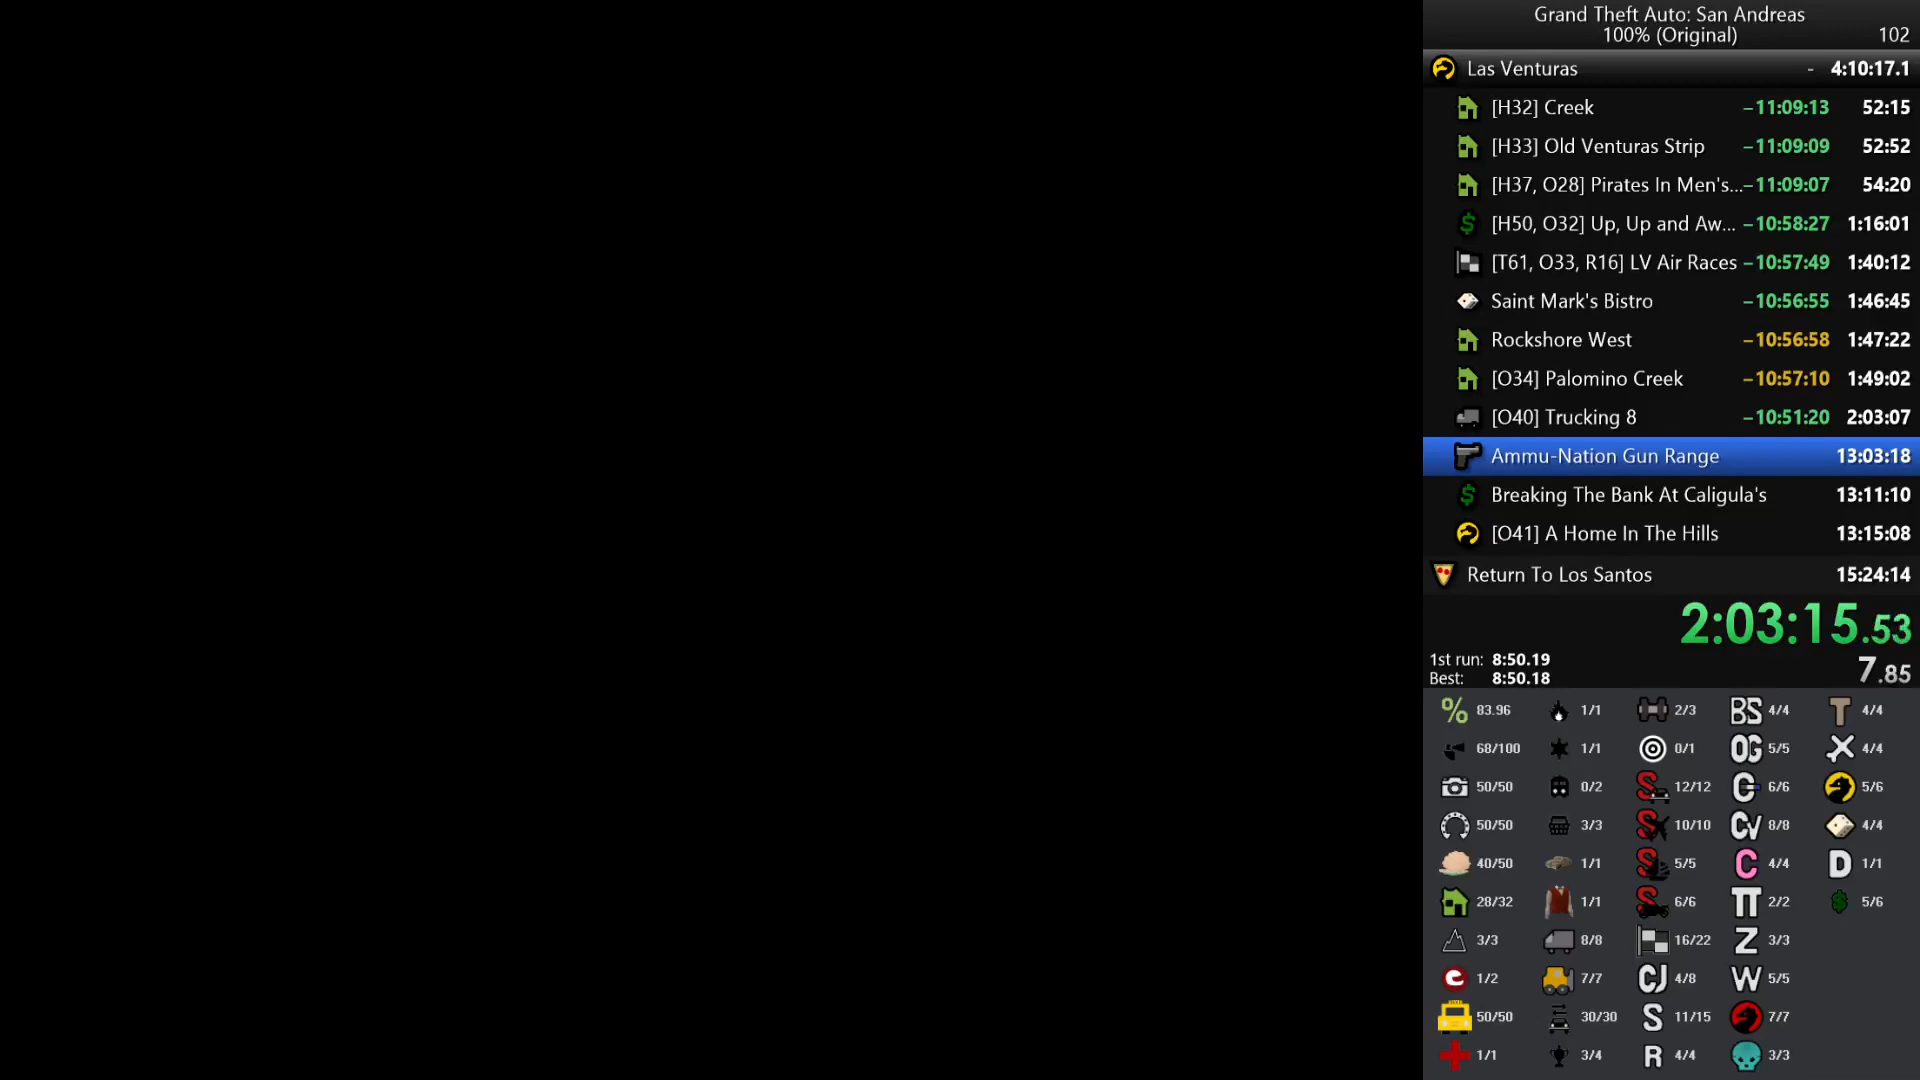 Grand Theft Auto: San Andreas
100% (Original) 102
Las Venturas - 4:10:17.1
[H32] Creek −11:09:13 52:15
[H33] Old Venturas Strip −11:09:09 52:52
[H37, O28] Pirates In Men's... −11:09:07 54:20
[H50, O32] Up, Up and Aw... −10:58:27 1:16:01
[T61, O33, R16] LV Air Races −10:57:49 1:40:12
Saint Mark's Bistro −10:56:55 1:46:45
Rockshore West −10:56:58 1:47:22
[O34] Palomino Creek −10:57:10 1:49:02
[O40] Trucking 8 −10:51:20 2:03:07
Ammu-Nation Gun Range 13:03:18
Breaking The Bank At Caligula's 13:11:10
[O41] A Home In The Hills 13:15:08
Return To Los Santos 15:24:14
2:03:15.53
1st run: 8:50.19
Best: 8:50.18 7.85
% 83.96 1/1 2/3 BS 4/4 T 4/4
68/100 1/1 0/1 OG 5/5 4/4
50/50 0/2 S 12/12 C 6/6 5/6
50/50 3/3 S 10/10 CV 8/8 4/4
40/50 1/1 S 5/5 C 4/4 D 1/1
28/32 1/1 S 6/6 TT 2/2 $ 5/6
3/3 8/8 16/22 Z 3/3
C 1/2 7/7 CJ 4/8 W 5/5
50/50 30/30 S 11/15 7/7
1/1 3/4 R 4/4 3/3